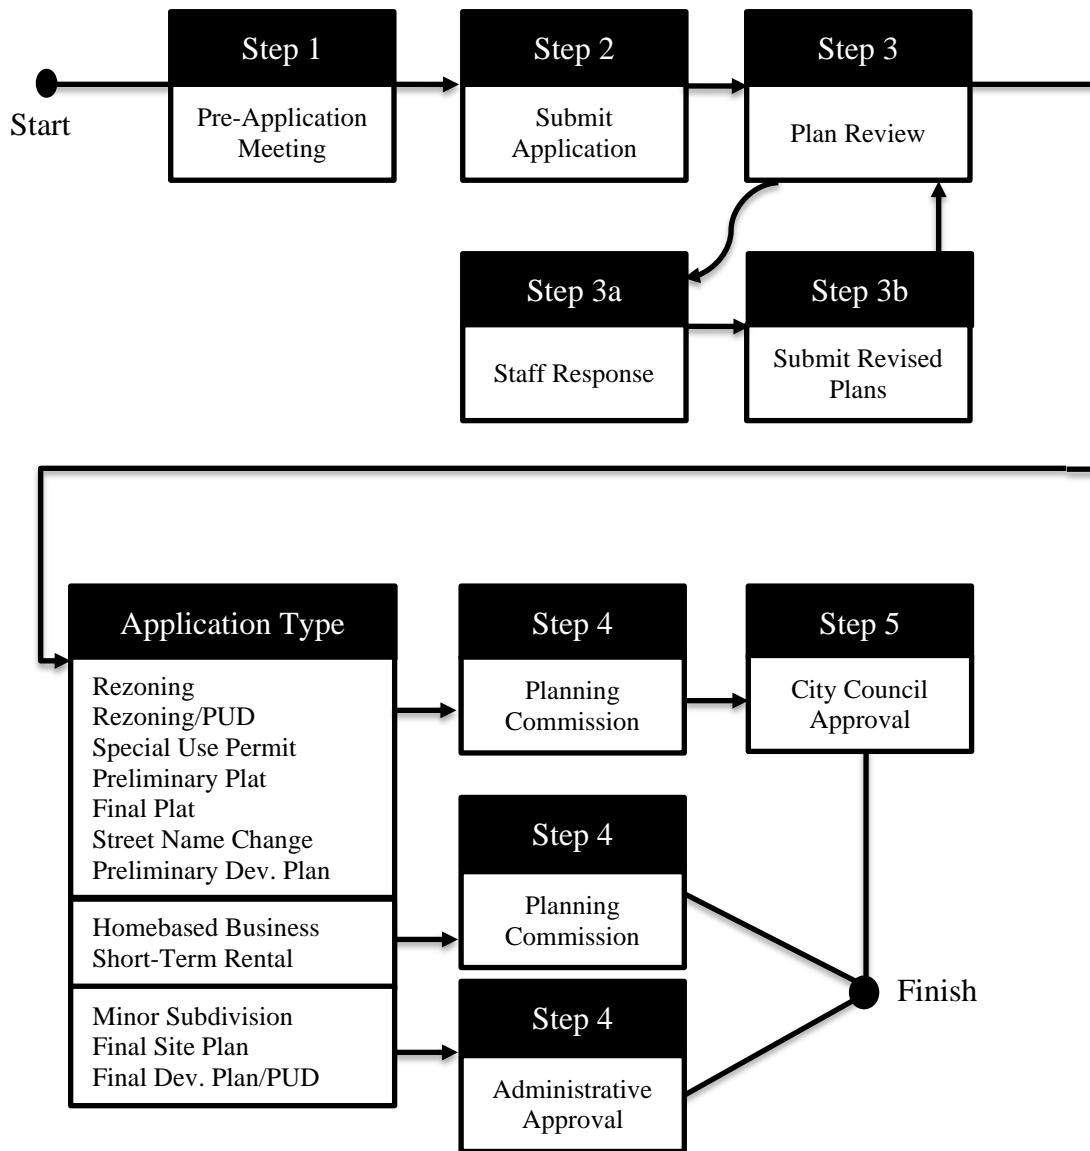 Step 1
Step 2
Step 3
Start
Pre-Application
Meeting
Submit
Application
Plan Review
Step 3a
Step 3b
Staff Response
Submit Revised
Plans
Application Type
Step 4
Step 5
Rezoning
Rezoning/PUD
Special Use Permit
Preliminary Plat
Final Plat
Street Name Change
Preliminary Dev. Plan
Planning
Commission
City Council
Approval
Step 4
Homebased Business
Short-Term Rental
Planning
Commission
Finish
Step 4
Minor Subdivision
Final Site Plan
Final Dev. Plan/PUD
Administrative
Approval